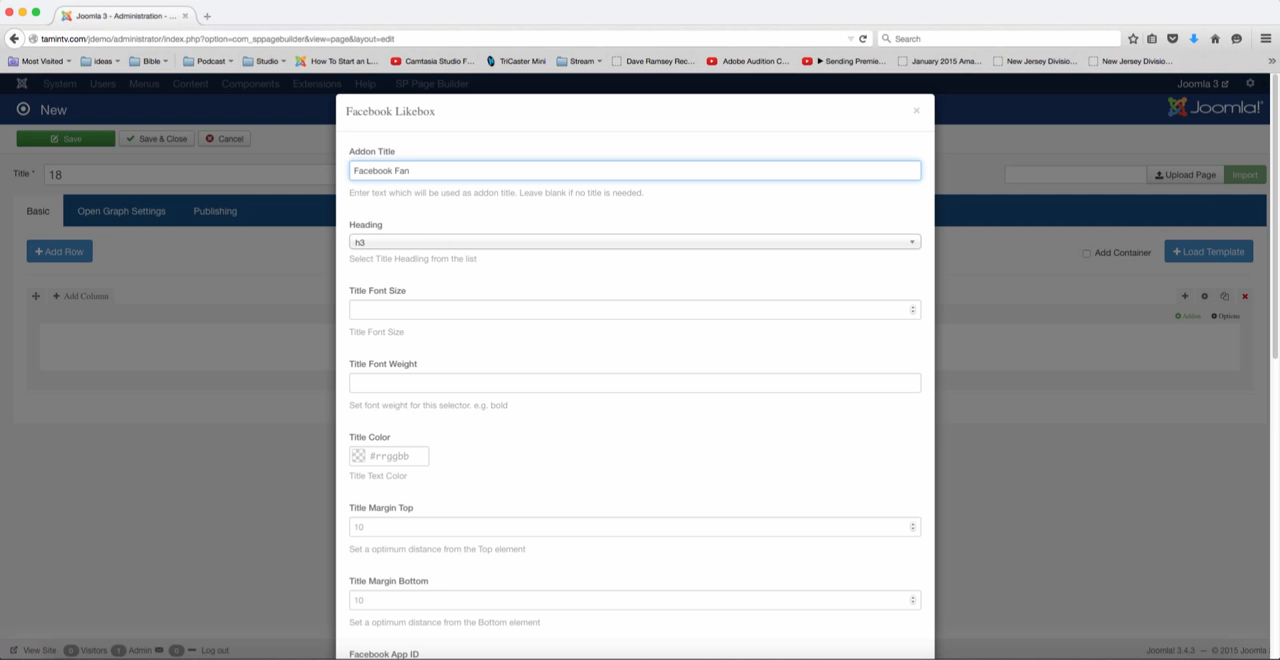 Joomla 3 - Administration - ...
tamintv.com/jdemo/administrator/index.php?option=com_sppagebuilder&view=page&layout=edit
Search
Most Visited
ideas
Bible
Podcast
Studio
How To Start an L...
Camtasia Studio F...
TriCaster Mini
Stream
Dave Ramsey Rec...
Adobe Audition C...
► Sending Premie...
January 2015 Ama...
New Jersey Divisio...
New Jersey Divisio...
System Users Menus Content Components Extensions Help SP Page Builder
Joomla 3
New
Joomla!
Save
Save & Close
Cancel
Title * 18
Upload Page
Import
Basic
Open Graph Settings
Publishing
+ Add Row
Add Container
+ Load Template
+ Add Column
Addon
Options
Facebook Likebox
×
Addon Title
Facebook Fan
Enter text which will be used as addon title. Leave blank if no title is needed.
Heading
h3
Select Title Headling from the list
Title Font Size
Title Font Size
Title Font Weight
Set font weight for this selector. e.g. bold
Title Color
#rrggbb
Title Text Color
Title Margin Top
10
Set a optimum distance from the Top element
Title Margin Bottom
10
Set a optimum distance from the Bottom element
Facebook App ID
View Site 0 Visitors 1 Admin 0 Log out
Joomla! 3.4.3 — © 2015 Joomla